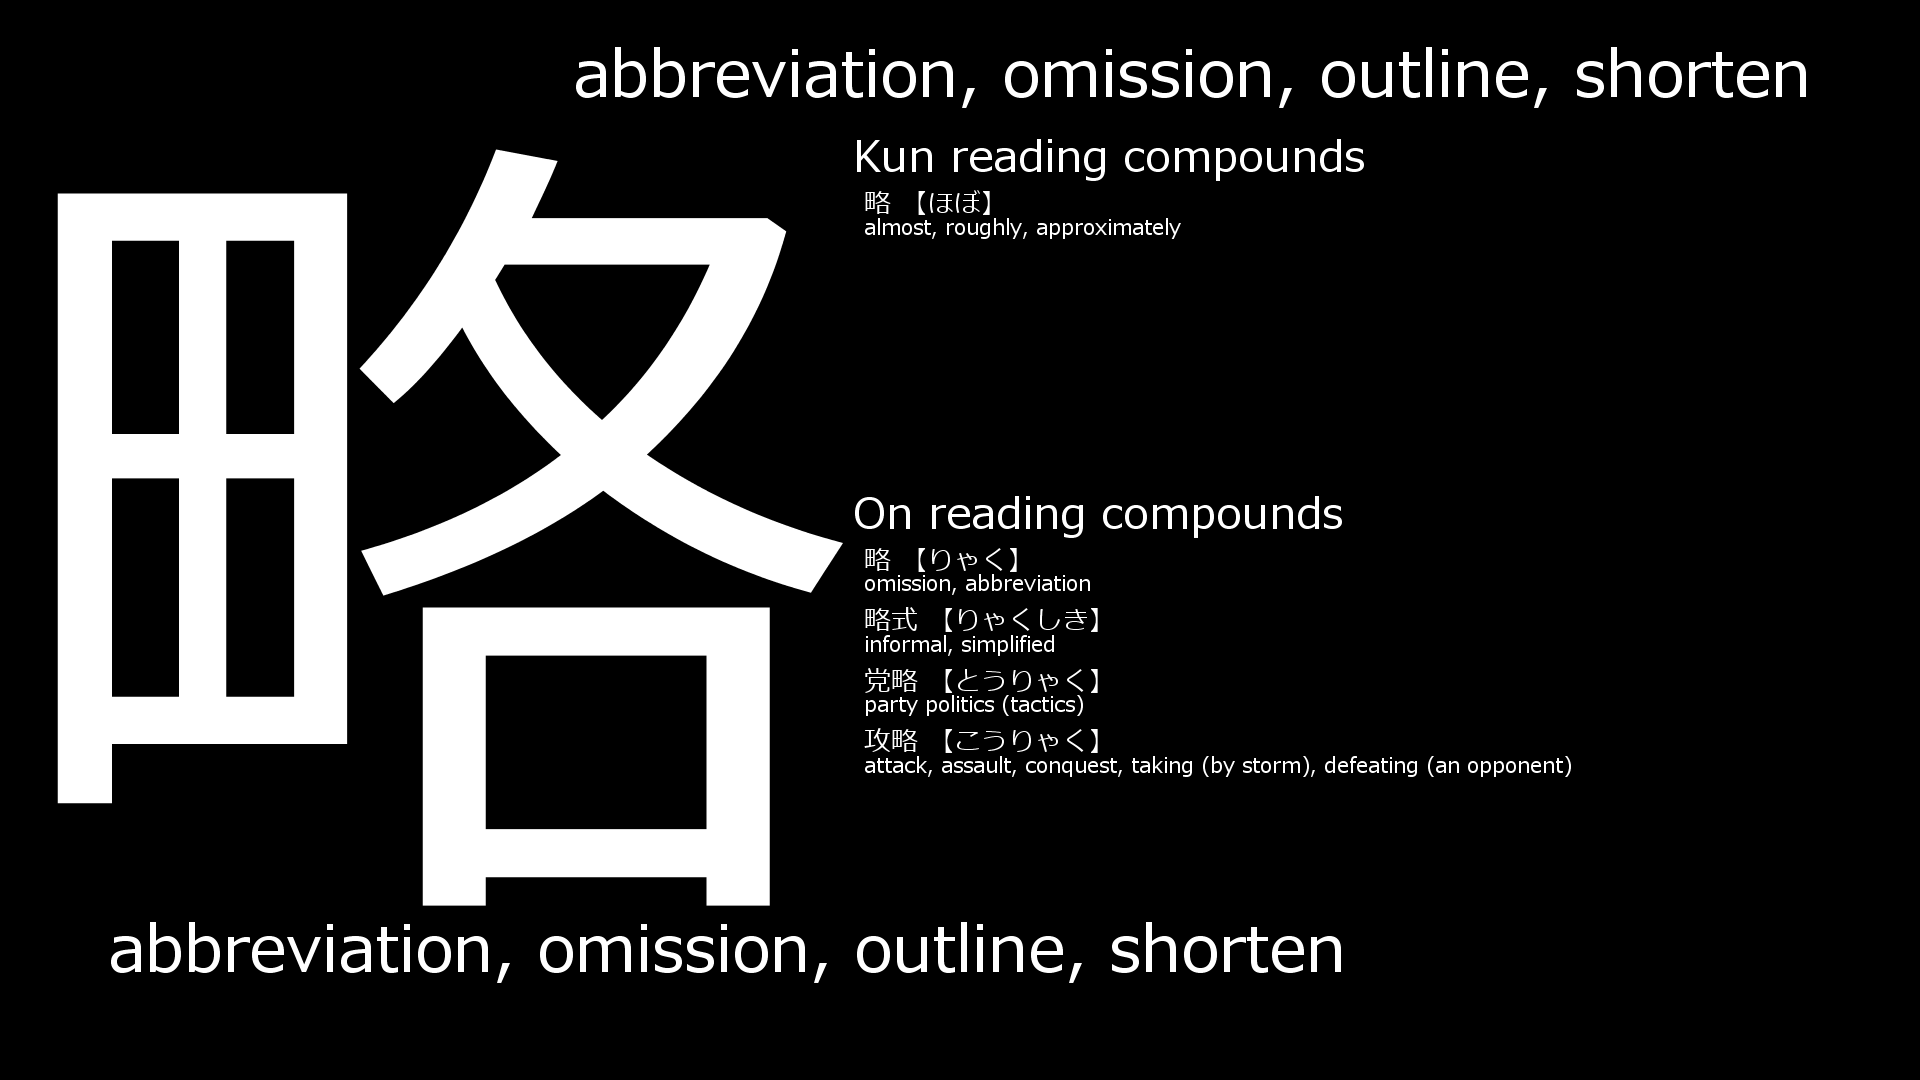 abbreviation, omission, outline, shorten
略
Kun reading compounds
略 【ほぼ】
almost, roughly, approximately
On reading compounds
略 【りゃく】
omission, abbreviation
略式 【りゃくしき】
informal, simplified
党略 【とうりゃく】
party politics (tactics)
攻略 【こうりゃく】
attack, assault, conquest, taking (by storm), defeating (an opponent)
abbreviation, omission, outline, shorten